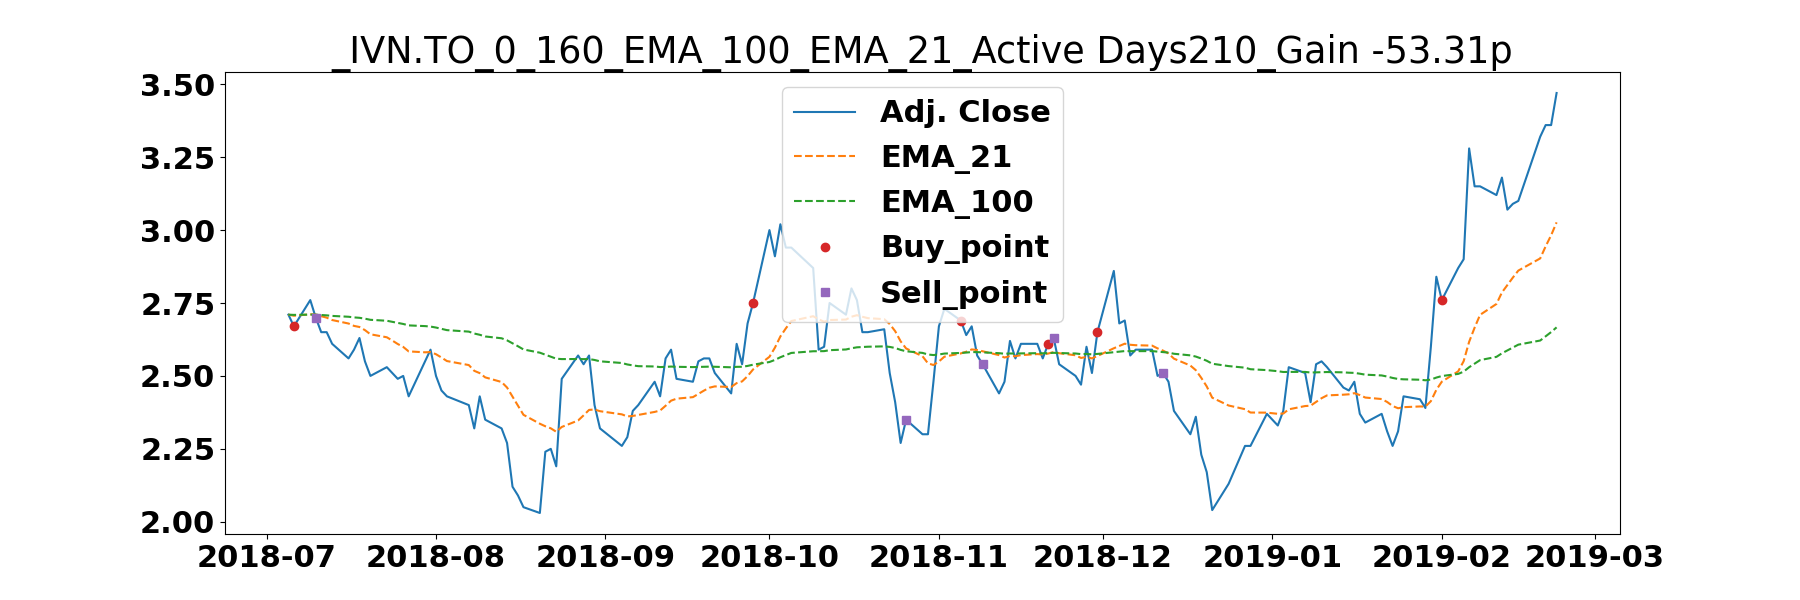 _IVN.TO_0_160_EMA_100_EMA_21_Active Days210_Gain -53.31p
3.50
3.25
3.00
2.75
2.50
2.25
2.00
Adj. Close
EMA_21
EMA_100
Buy_point
Sell_point
2018-07 2018-08 2018-09 2018-10 2018-11 2018-12 2019-01 2019-02 2019-03